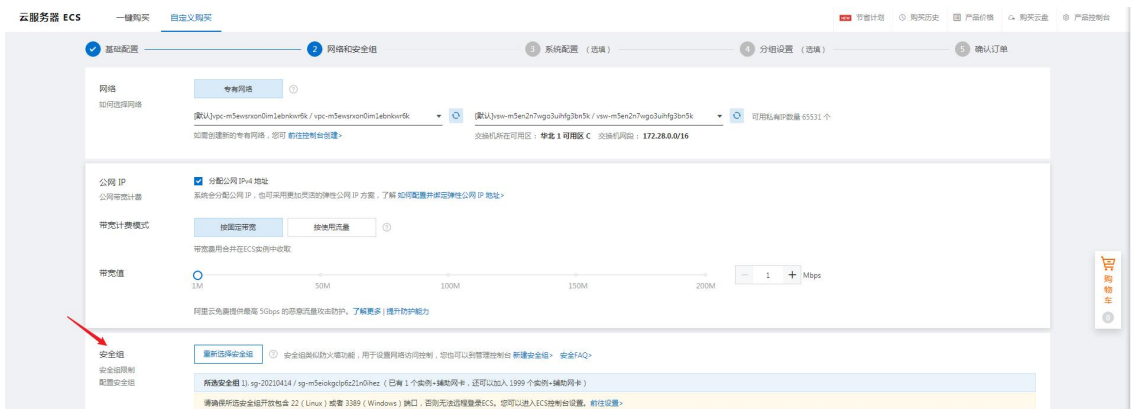 云服务器 ECS 一键购买 自定义购买 NEW 节省计划 购买历史 产品价格 购买云盘 产品控制台
基础配置 2 网络和安全组 3 系统配置 （选填） 4 分组设置 （选填） 5 确认订单
网络 专有网络
如何选择网络
[默认]vpc-m5ewsrxon0im1ebnkwr6k / vpc-m5ewsrxon0im1ebnkwr6k [默认]vsw-m5en2n7wgo3uihfg3bn5k / vsw-m5en2n7wgo3uihfg3bn5k 可用私有IP数量 65531 个
如需创建新的专有网络，您可 前往控制台创建> 交换机所在可用区： 华北 1 可用区 C 交换机网段： 172.28.0.0/16
公网 IP 分配公网 IPv4 地址
公网带宽计费 系统会分配公网 IP，也可采用更加灵活的弹性公网 IP 方案，了解 如何配置并绑定弹性公网 IP 地址>
带宽计费模式 按固定带宽 按使用流量
带宽费用合并在ECS实例中收取
带宽值 1 Mbps
1M 50M 100M 150M 200M
阿里云免费提供最高 5Gbps 的恶意流量攻击防护。了解更多 | 提升防护能力
购物车
0
安全组 重新选择安全组 安全组类似防火墙功能，用于设置网络访问控制，您也可以到管理控制台 新建安全组> 安全FAQ>
安全组限制
配置安全组 所选安全组 1). sg-20210414 / sg-m5eiokgclp6z21n0ihez （已有 1 个实例+辅助网卡，还可以加入 1999 个实例+辅助网卡）
请确保所选安全组开放包含 22（Linux）或者 3389（Windows）端口，否则无法远程登录ECS。您可以进入ECS控制台设置。前往设置>